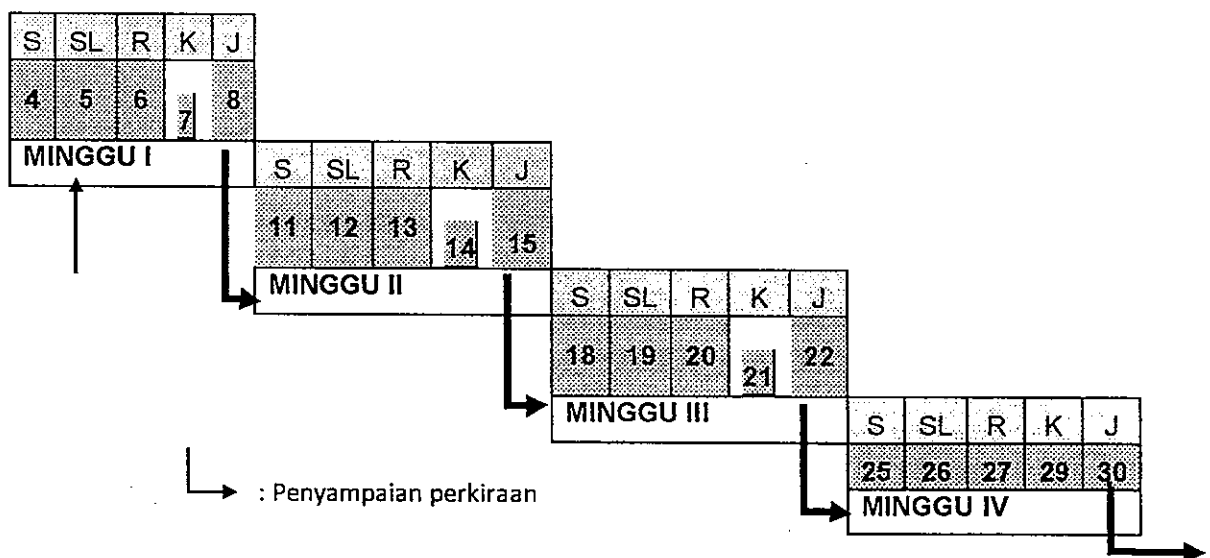 S SL R K J
4 5 6 7 8
MINGGU I
S SL R K J
11 12 13 14 15
MINGGU II
S SL R K J
18 19 20 21 22
MINGGU III
S SL R K J
25 26 27 29 30
MINGGU IV
: Penyampaian perkiraan